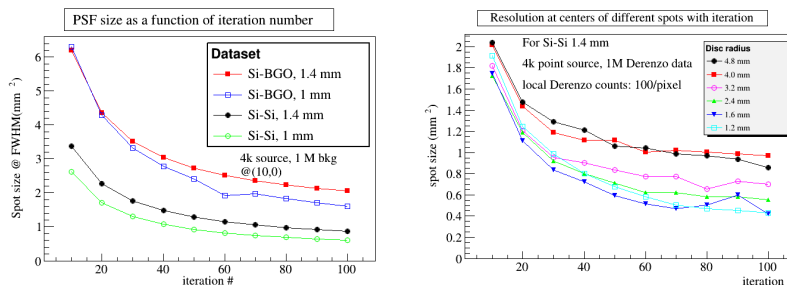 PSF size as a function of iteration number
Spot size @ FWHM(mm^2)
6
5
4
3
2
1
0
20
40
60
80
100
iteration #
Dataset
Si-BGO, 1.4 mm
Si-BGO, 1 mm
Si-Si, 1.4 mm
Si-Si, 1 mm
4k source, 1 M bkg
@(10,0)
Resolution at centers of different spots with iteration
spot size (mm^2)
2
1.8
1.6
1.4
1.2
1
0.8
0.6
0.4
0.2
0
20
40
60
80
100
iteration
For Si-Si 1.4 mm
4k point source, 1M Derenzo data
local Derenzo counts: 100/pixel
Disc radius
4.8 mm
4.0 mm
3.2 mm
2.4 mm
1.6 mm
1.2 mm